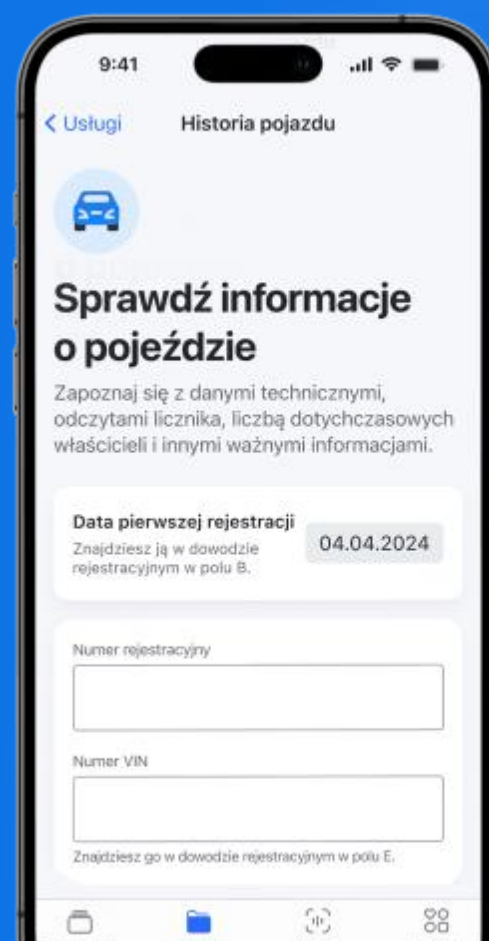 9:41
Usługi
Historia pojazdu
Sprawdź informacje
o pojeździe
Zapoznaj się z danymi technicznymi,
odczytami licznika, liczbą dotychczasowych
właścicieli i innymi ważnymi informacjami.
Data pierwszej rejestracji
Znajdziesz ją w dowodzie
rejestracyjnym w polu B.
04.04.2024
Numer rejestracyjny
Numer VIN
Znajdziesz go w dowodzie rejestracyjnym w polu E.